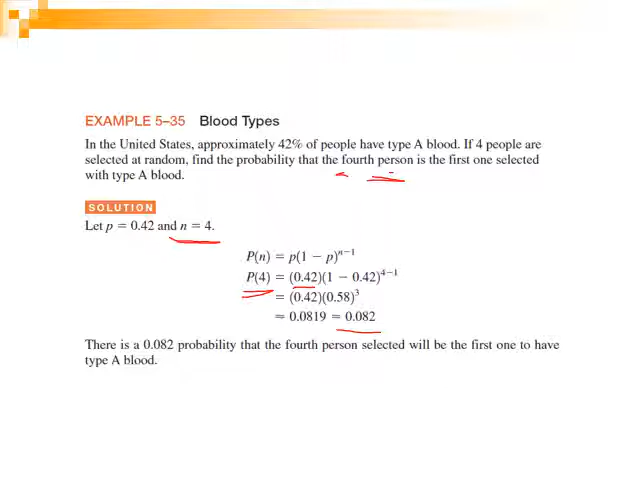 EXAMPLE 5–35 Blood Types
In the United States, approximately 42% of people have type A blood. If 4 people are
selected at random, find the probability that the fourth person is the first one selected
with type A blood.
SOLUTION
Let p = 0.42 and n = 4.
P(n) = p(1 − p)ⁿ⁻¹
P(4) = (0.42)(1 − 0.42)⁴⁻¹
= (0.42)(0.58)³
≈ 0.0819 = 0.082
There is a 0.082 probability that the fourth person selected will be the first one to have
type A blood.